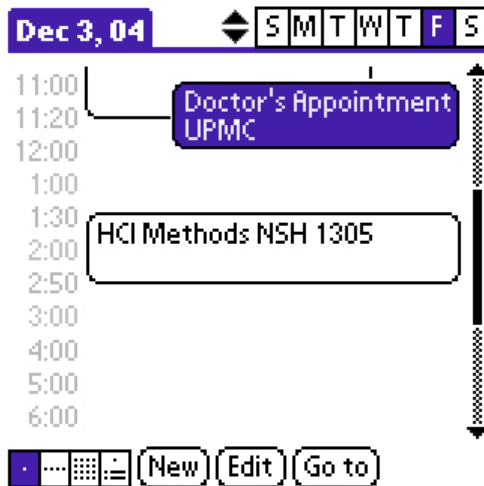 Dec 3, 04 S M T W T F S
11:00
Doctor's Appointment
11:20
UPMC
12:00
1:00
1:30
HCI Methods NSH 1305
2:00
2:50
3:00
4:00
5:00
6:00
New Edit Go to